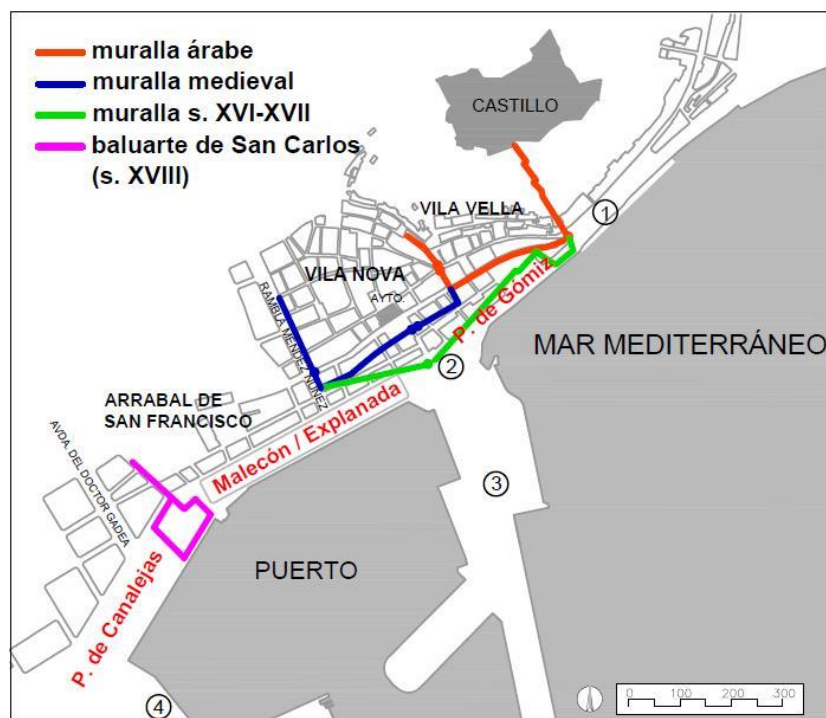 muralla árabe
muralla medieval
muralla s. XVI-XVII
baluarte de San Carlos
(s. XVIII)
CASTILLO
VILA VELLA
1
VILA NOVA
AYTO.
RAMBLA MENDEZ NUÑEZ
P. de Gómiz
MAR MEDITERRÁNEO
2
ARRABAL DE
SAN FRANCISCO
Malecón / Explanada
AVDA. DEL DOCTOR GADEA
3
PUERTO
P. de Canalejas
4
0 100 200 300